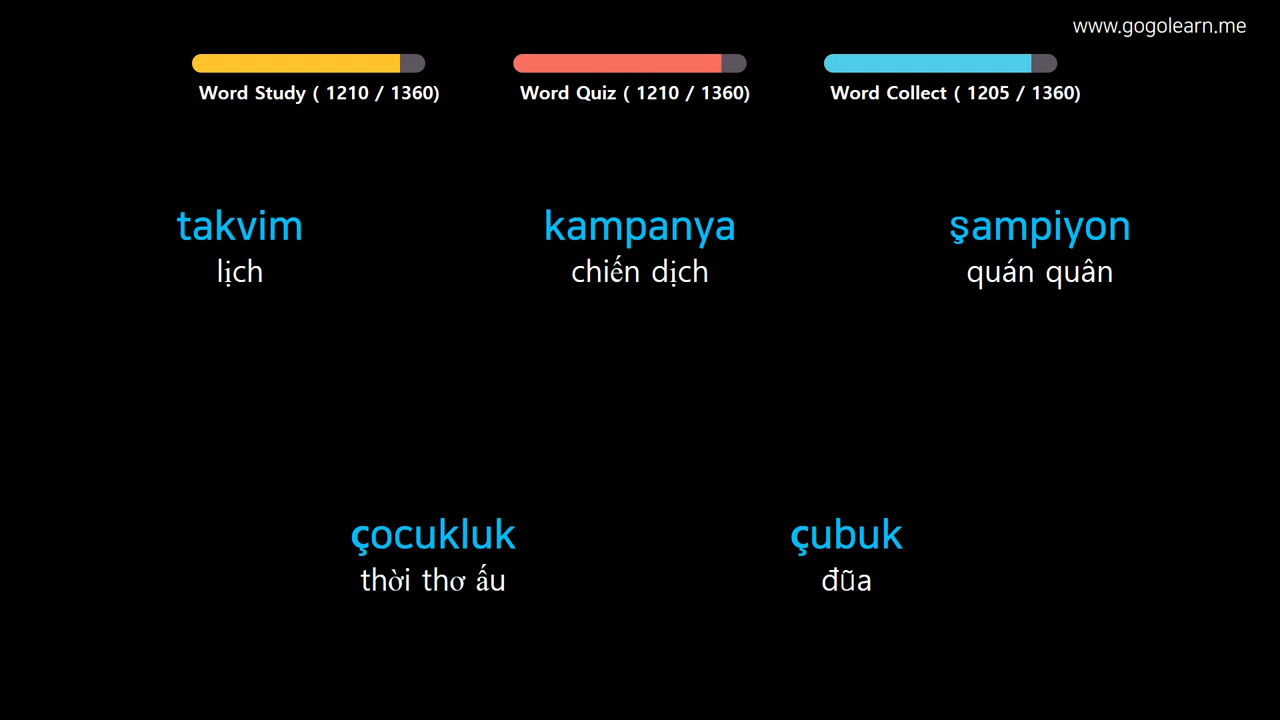 www.gogolearn.me
Word Study ( 1210 / 1360)
Word Quiz ( 1210 / 1360)
Word Collect ( 1205 / 1360)
takvim
lịch
kampanya
chiến dịch
şampiyon
quán quân
çocukluk
thời thơ ấu
çubuk
đũa